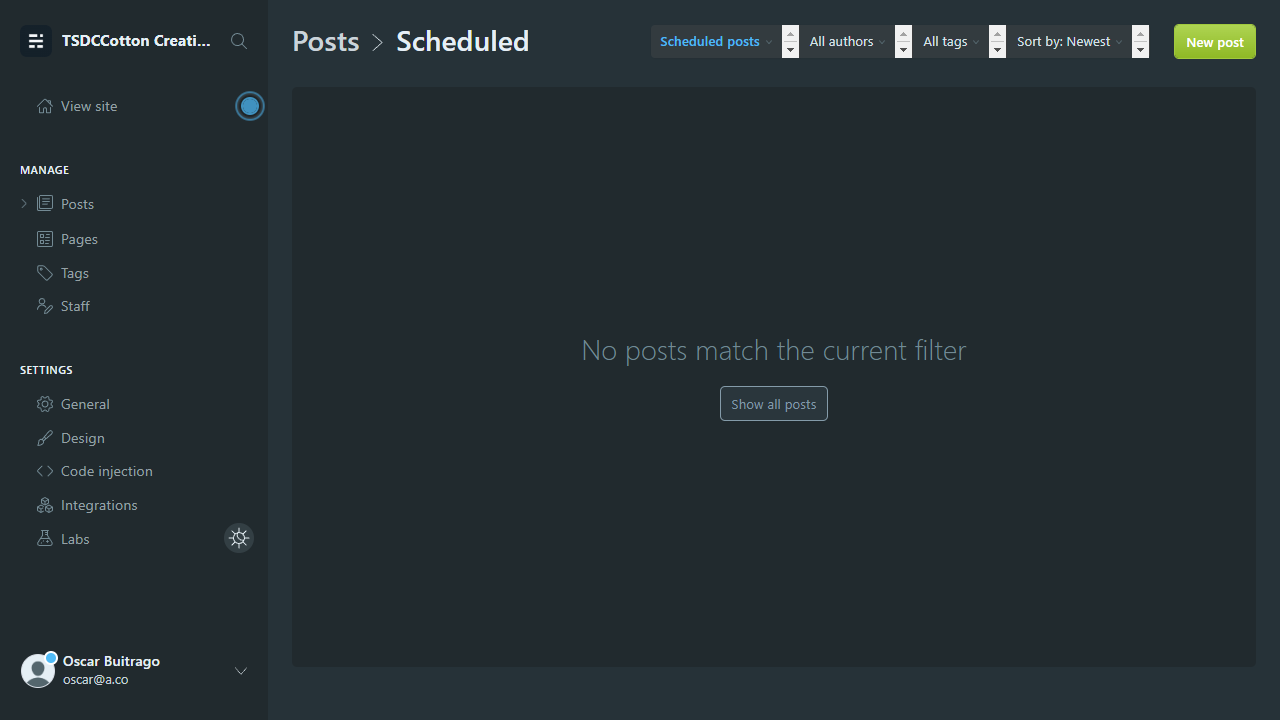 TSDCCotton Creati...
View site
MANAGE
Posts
Pages
Tags
Staff
SETTINGS
General
Design
Code injection
Integrations
Labs
Oscar Buitrago
oscar@a.co
Posts > Scheduled
Scheduled posts
All authors
All tags
Sort by: Newest
New post
No posts match the current filter
Show all posts